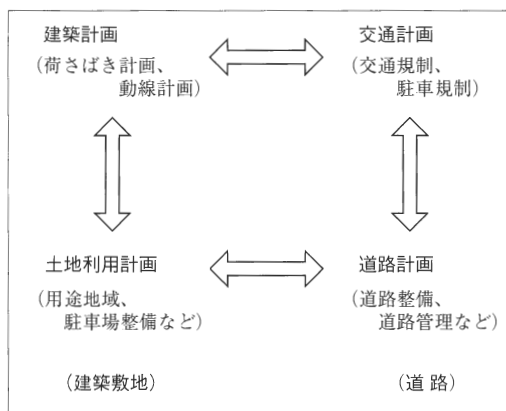 建築計画
(荷さばき計画、
動線計画)
交通計画
(交通規制、
駐車規制)
土地利用計画
(用途地域、
駐車場整備など)
道路計画
(道路整備、
道路管理など)
(建築敷地)
(道 路)